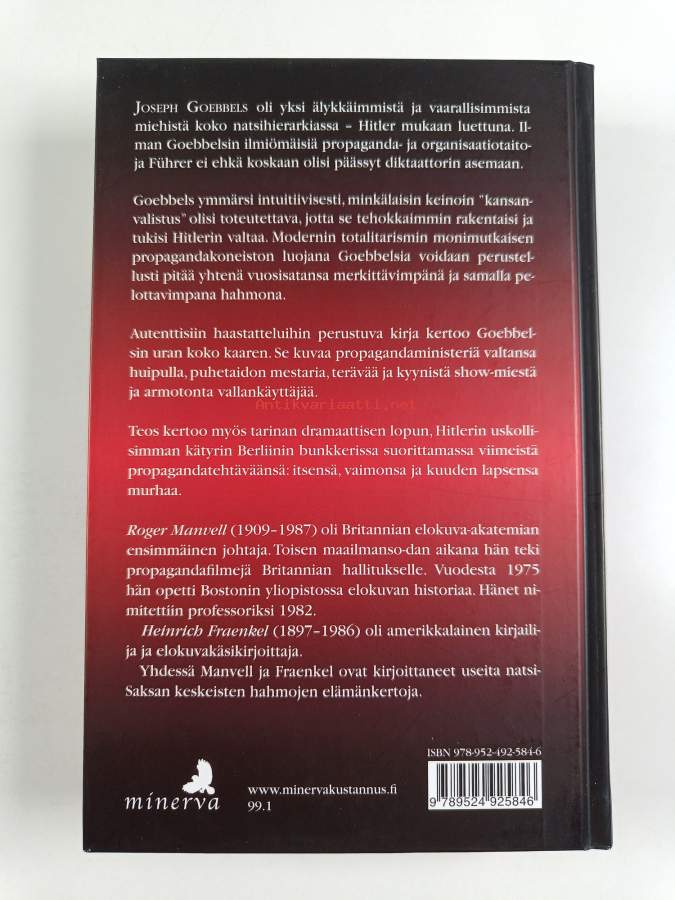 JOSEPH GOEBBELS oli yksi älykkäimmistä ja vaarallisimmista
miehistä koko natsihierarkiassa – Hitler mukaan luettuna. Il-
man Goebbelsin ilmiömäisiä propaganda- ja organisaatiotaito-
ja Führer ei ehkä koskaan olisi päässyt diktaattorin asemaan.
Goebbels ymmärsi intuitiivisesti, minkälaisin keinoin "kansan-
valistus" olisi toteutettava, jotta se tehokkaimmin rakentaisi ja
tukisi Hitlerin valtaa. Modernin totalitarismin monimutkaisen
propagandakoneiston luojana Goebbelsia voidaan perustel-
lusti pitää yhtenä vuosisatansa merkittävimpänä ja samalla pe-
lottavimpana hahmona.
Autenttisiin haastatteluihin perustuva kirja kertoo Goebbel-
sin uran koko kaaren. Se kuvaa propagandaministeriä valtansa
huipulla, puhetaidon mestaria, terävää ja kyynistä show-miestä
ja armotonta vallankäyttäjää.
Antikvariaatti.net
Teos kertoo myös tarinan dramaattisen lopun, Hitlerin uskolli-
simman kätyrin Berliinin bunkkerissa suorittamassa viimeistä
propagandatehtäväänsä: itsensä, vaimonsa ja kuuden lapsensa
murhaa.
Roger Manvell (1909–1987) oli Britannian elokuva-akatemian
ensimmäinen johtaja. Toisen maailmanso-dan aikana hän teki
propagandafilmejä Britannian hallitukselle. Vuodesta 1975
hän opetti Bostonin yliopistossa elokuvan historiaa. Hänet ni-
mitettiin professoriksi 1982.
Heinrich Fraenkel (1897–1986) oli amerikkalainen kirjaili-
ja ja elokuvakäsikirjoittaja.
Yhdessä Manvell ja Fraenkel ovat kirjoittaneet useita natsi-
Saksan keskeisten hahmojen elämänkertoja.
ISBN 978-952-492-584-6
minerva
www.minervakustannus.fi
99.1
9 789524 925846